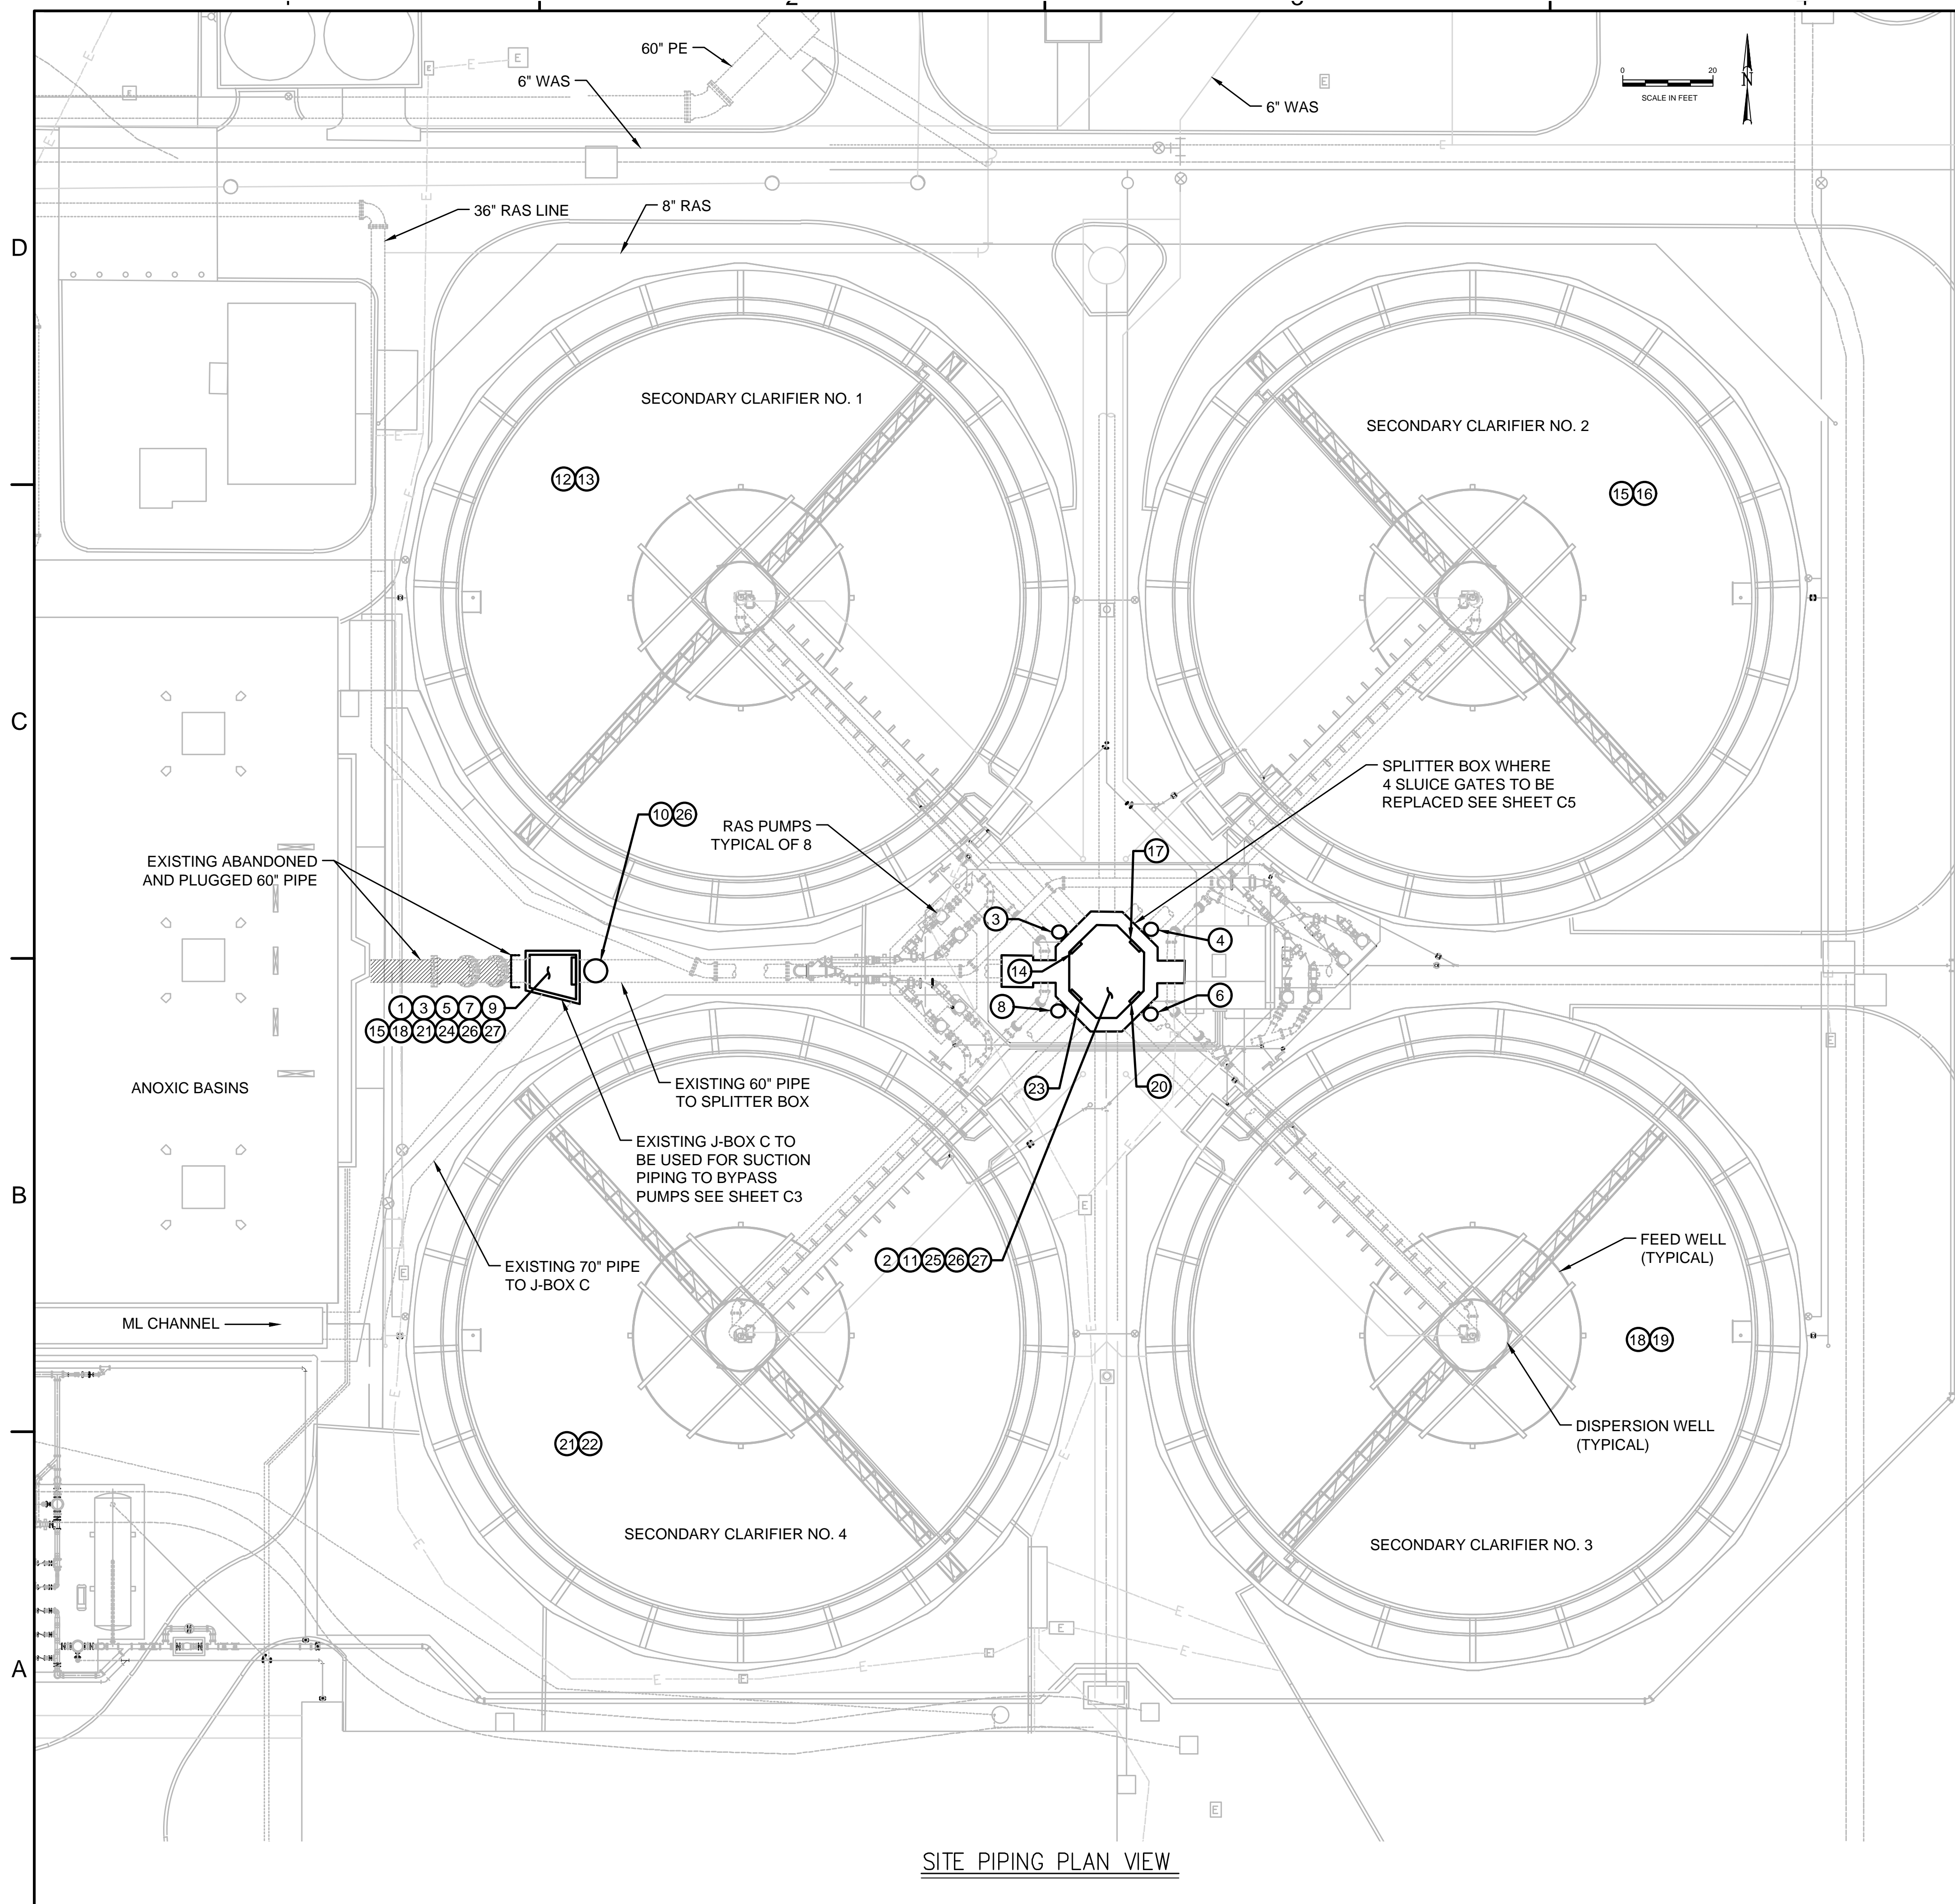 60" PE
6" WAS
6" WAS
0 20
SCALE IN FEET
N
E
E
E
E
E
E
E
36" RAS LINE
8" RAS
D
SECONDARY CLARIFIER NO. 1
SECONDARY CLARIFIER NO. 2
12 13
15 16
C
SPLITTER BOX WHERE
4 SLUICE GATES TO BE
REPLACED SEE SHEET C5
10 26
RAS PUMPS
TYPICAL OF 8
17
EXISTING ABANDONED
AND PLUGGED 60" PIPE
3
4
14
8
6
1 3 5 7 9
15 18 21 24 26 27
ANOXIC BASINS
EXISTING 60" PIPE
TO SPLITTER BOX
23
20
EXISTING J-BOX C TO
BE USED FOR SUCTION
PIPING TO BYPASS
PUMPS SEE SHEET C3
B
E
E
FEED WELL
(TYPICAL)
2 11 25 26 27
EXISTING 70" PIPE
TO J-BOX C
E
ML CHANNEL
18 19
DISPERSION WELL
(TYPICAL)
21 22
SECONDARY CLARIFIER NO. 4
SECONDARY CLARIFIER NO. 3
A
E
E
E
E
E
E
E
E
SITE PIPING PLAN VIEW